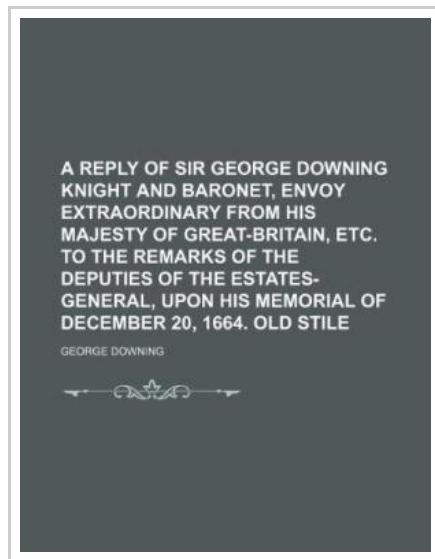 A REPLY OF SIR GEORGE DOWNING
KNIGHT AND BARONET, ENVOY
EXTRAORDINARY FROM HIS
MAJESTY OF GREAT-BRITAIN, ETC.
TO THE REMARKS OF THE
DEPUTIES OF THE ESTATES-
GENERAL, UPON HIS MEMORIAL OF
DECEMBER 20, 1664. OLD STILE
GEORGE DOWNING